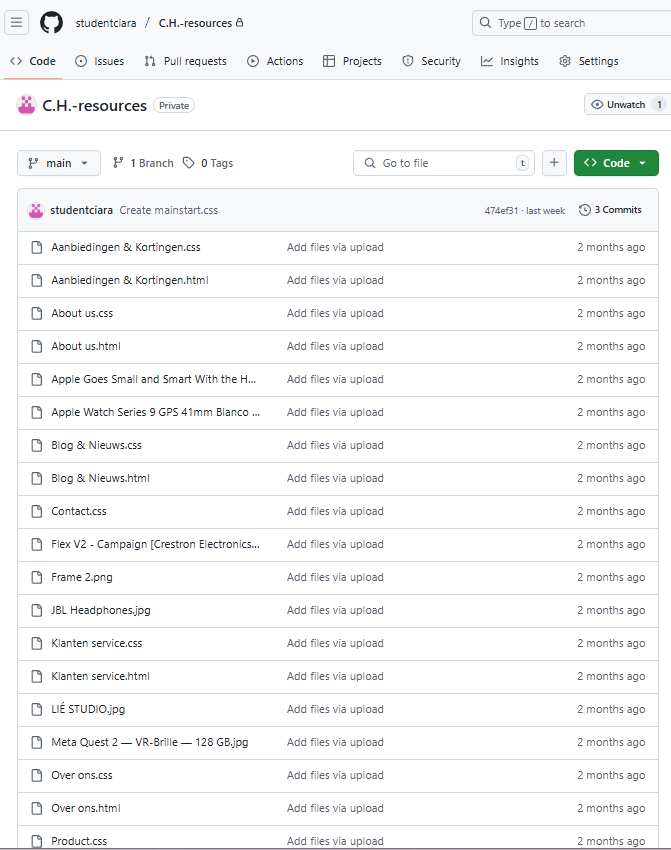 studentciara / C.H.-resources Type / to search
Code Issues Pull requests Actions Projects Security Insights Settings
C.H.-resources Private Unwatch 1
main 1 Branch 0 Tags Go to file t + Code
studentciara Create mainstart.css 474ef31 · last week 3 Commits
Aanbiedingen & Kortingen.css Add files via upload 2 months ago
Aanbiedingen & Kortingen.html Add files via upload 2 months ago
About us.css Add files via upload 2 months ago
About us.html Add files via upload 2 months ago
Apple Goes Small and Smart With the H... Add files via upload 2 months ago
Apple Watch Series 9 GPS 41mm Blanco ... Add files via upload 2 months ago
Blog & Nieuws.css Add files via upload 2 months ago
Blog & Nieuws.html Add files via upload 2 months ago
Contact.css Add files via upload 2 months ago
Flex V2 - Campaign [Crestron Electronics... Add files via upload 2 months ago
Frame 2.png Add files via upload 2 months ago
JBL Headphones.jpg Add files via upload 2 months ago
Klanten service.css Add files via upload 2 months ago
Klanten service.html Add files via upload 2 months ago
LIÉ STUDIO.jpg Add files via upload 2 months ago
Meta Quest 2 — VR-Brille — 128 GB.jpg Add files via upload 2 months ago
Over ons.css Add files via upload 2 months ago
Over ons.html Add files via upload 2 months ago
Product.css Add files via upload 2 months ago